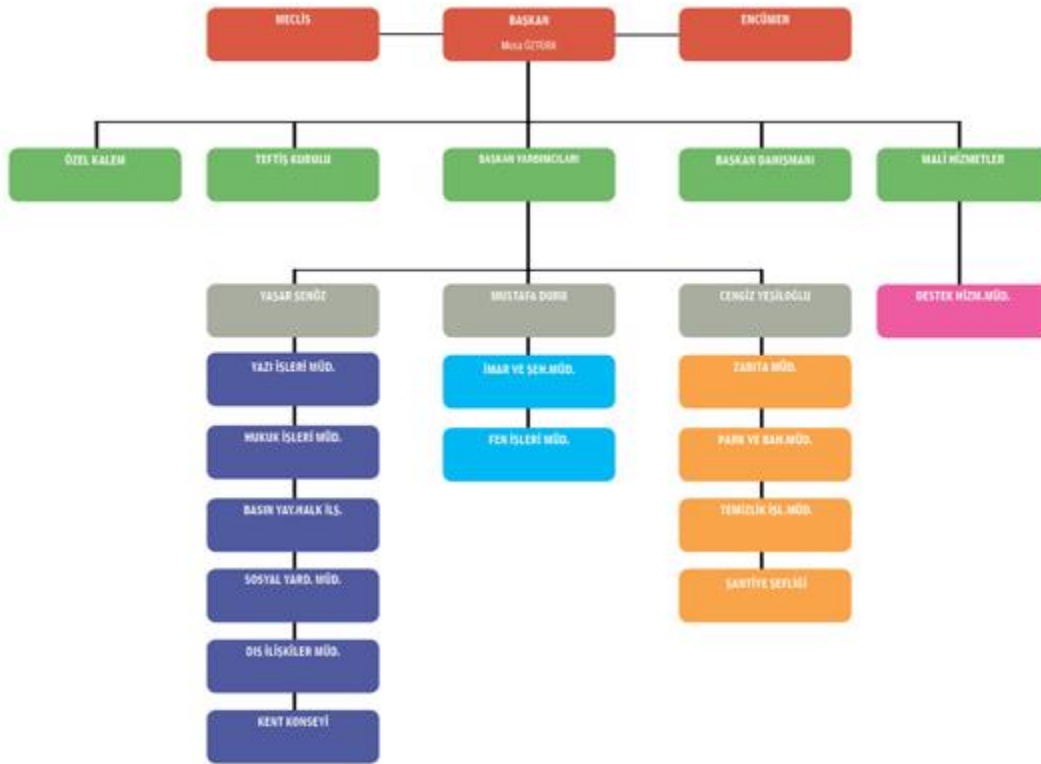 MECLİS
BAŞKAN
Musa ÖZTÜRK
ENCÜMEN
ÖZEL KALEM
TEFTİŞ KURULU
BAŞKAN YARDIMCILARI
BAŞKAN DANIŞMANI
MALİ HİZMETLER
YAŞAR ŞENÖZ
MUSTAFA DURU
CENGİZ YEŞİLOĞLU
DESTEK HİZM.MÜD.
YAZI İŞLERİ MÜD.
İMAR VE ŞEH.MÜD.
ZABITA MÜD.
HUKUK İŞLERİ MÜD.
FEN İŞLERİ MÜD.
PARK VE BAH.MÜD.
BASIN YAY.HALK İLŞ.
TEMİZLİK İŞL.MÜD.
SOSYAL YARD. MÜD.
ŞANTİYE ŞEFLİĞİ
DIŞ İLİŞKİLER MÜD.
KENT KONSEYİ